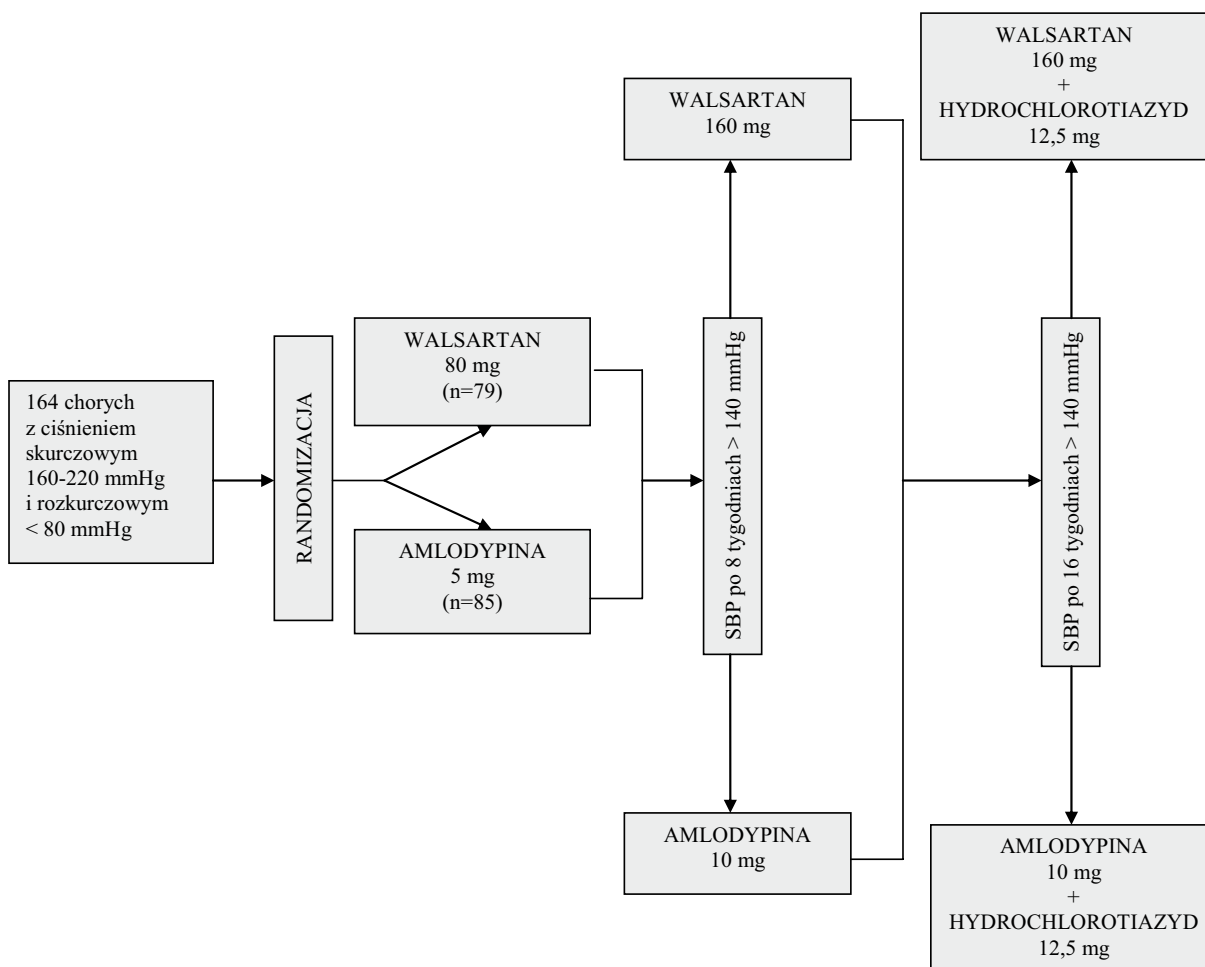 164 chorych
z ciśnieniem
skurczowym
160-220 mmHg
i rozkurczowym
< 80 mmHg
RANDOMIZACJA
WALSARTAN
80 mg
(n=79)
AMLODYPINA
5 mg
(n=85)
WALSARTAN
160 mg
SBP po 8 tygodniach > 140 mmHg
AMLODYPINA
10 mg
WALSARTAN
160 mg
+
HYDROCHLOROTIAZYD
12,5 mg
SBP po 16 tygodniach > 140 mmHg
AMLODYPINA
10 mg
+
HYDROCHLOROTIAZYD
12,5 mg